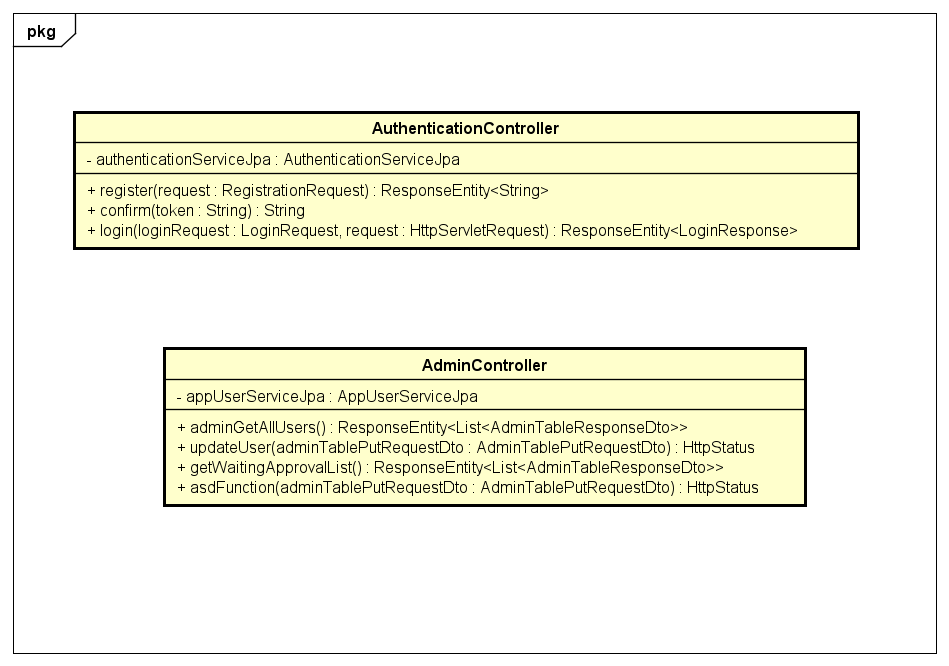 pkg
AuthenticationController
- authenticationServiceJpa : AuthenticationServiceJpa
+ register(request : RegistrationRequest) : ResponseEntity<String>
+ confirm(token : String) : String
+ login(loginRequest : LoginRequest, request : HttpServletRequest) : ResponseEntity<LoginResponse>
AdminController
- appUserServiceJpa : AppUserServiceJpa
+ adminGetAllUsers() : ResponseEntity<List<AdminTableResponseDto>>
+ updateUser(adminTablePutRequestDto : AdminTablePutRequestDto) : HttpStatus
+ getWaitingApprovalList() : ResponseEntity<List<AdminTableResponseDto>>
+ asdFunction(adminTablePutRequestDto : AdminTablePutRequestDto) : HttpStatus